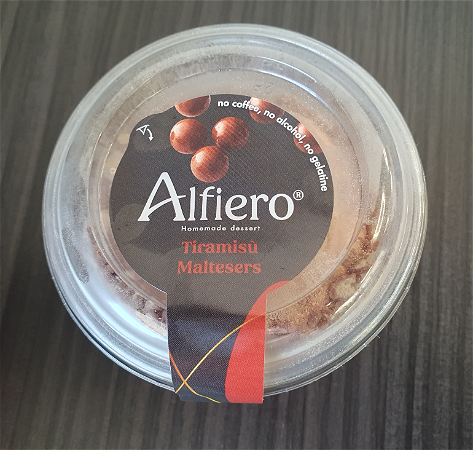 no coffee, no alcohol, no gelatine
Alfiero®
Homemade dessert
Tiramisù
Maltesers